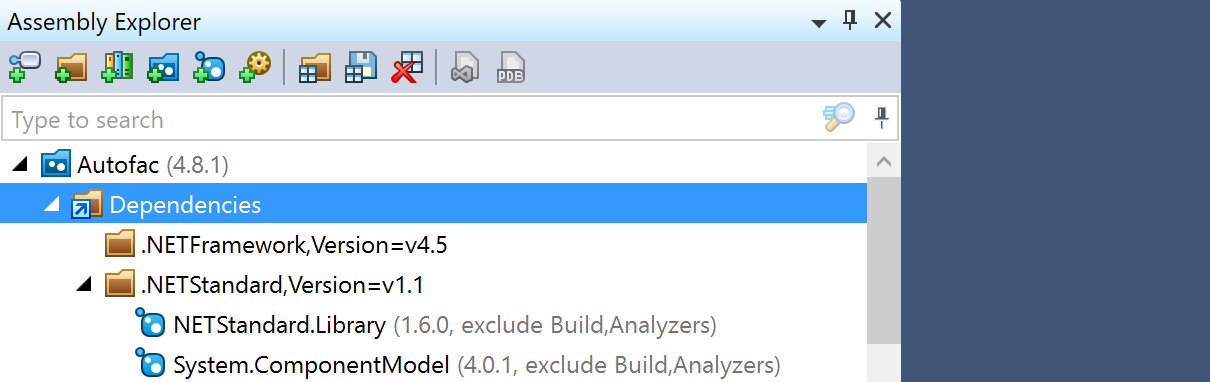 Assembly Explorer
PDB
Type to search
Autofac (4.8.1)
Dependencies
.NETFramework,Version=v4.5
.NETStandard,Version=v1.1
NETStandard.Library (1.6.0, exclude Build,Analyzers)
System.ComponentModel (4.0.1, exclude Build,Analyzers)